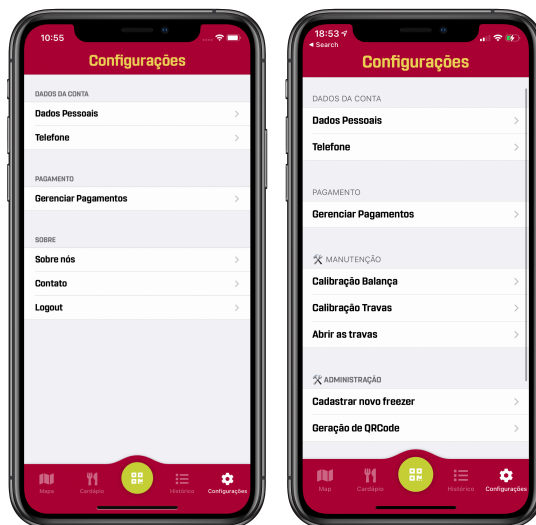 10:55
Configurações
DADOS DA CONTA
Dados Pessoais
Telefone
PAGAMENTO
Gerenciar Pagamentos
SOBRE
Sobre nós
Contato
Logout
Mapa
Cardápio
Histórico
Configurações
18:53
Search
Configurações
DADOS DA CONTA
Dados Pessoais
Telefone
PAGAMENTO
Gerenciar Pagamentos
MANUTENÇÃO
Calibração Balança
Calibração Travas
Abrir as travas
ADMINISTRAÇÃO
Cadastrar novo freezer
Geração de QRCode
Map
Cardápio
Histórico
Configurações